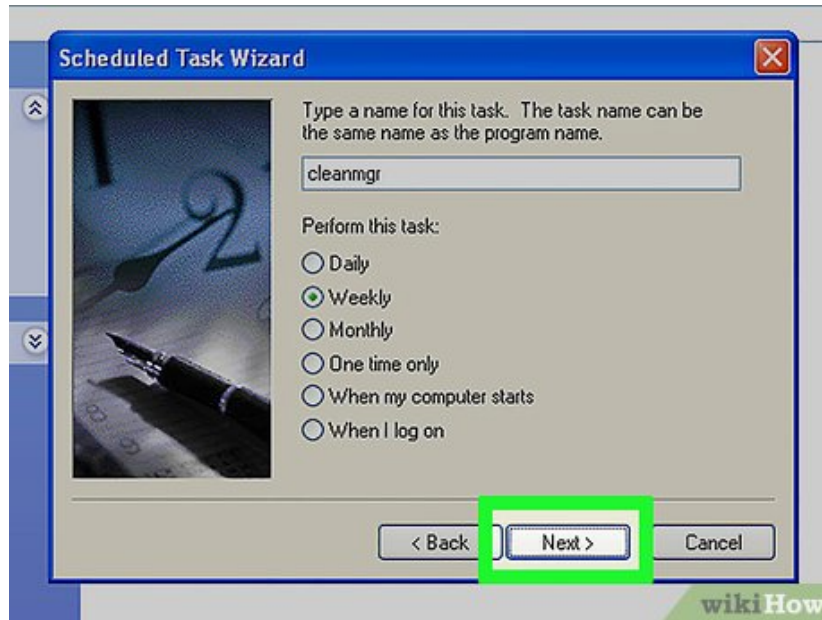 Scheduled Task Wizard
Type a name for this task. The task name can be
the same name as the program name.
cleanmgr
Perform this task:
Daily
Weekly
Monthly
One time only
When my computer starts
When I log on
< Back
Next >
Cancel
wikiHow